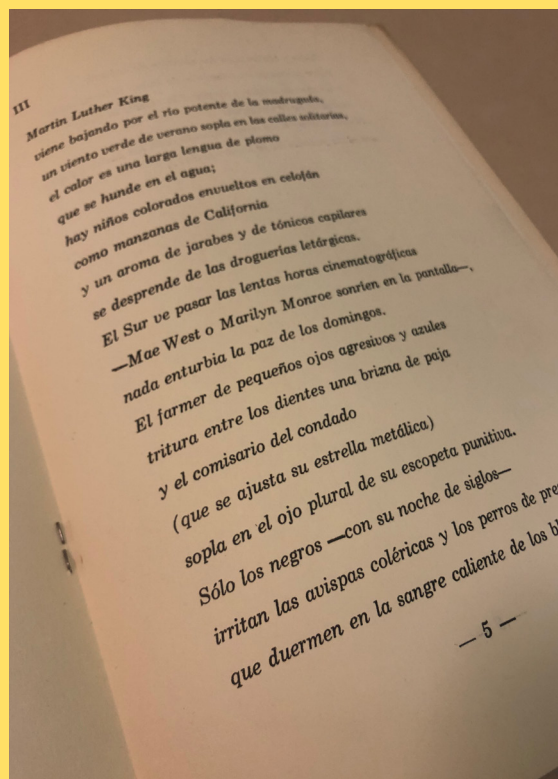 III
Martin Luther King
viene bajando por el río potente de la madrugada,
un viento verde de verano sopla en las calles solitarias,
el calor es una larga lengua de plomo
que se hunde en el agua;
hay niños colorados envueltos en celofán
como manzanas de California
y un aroma de jarabes y de tónicos capilares
se desprende de las droguerías letárgicas.
El Sur ve pasar las lentas horas cinematográficas
—Mae West o Marilyn Monroe sonríen en la pantalla—,
nada enturbia la paz de los domingos.
El farmer de pequeños ojos agresivos y azules
tritura entre los dientes una brizna de paja
y el comisario del condado
(que se ajusta su estrella metálica)
sopla en el ojo plural de su escopeta punitiva.
Sólo los negros —con su noche de siglos—
irritan las avispas coléricas y los perros de
que duermen en la sangre caliente de los
— 5 —